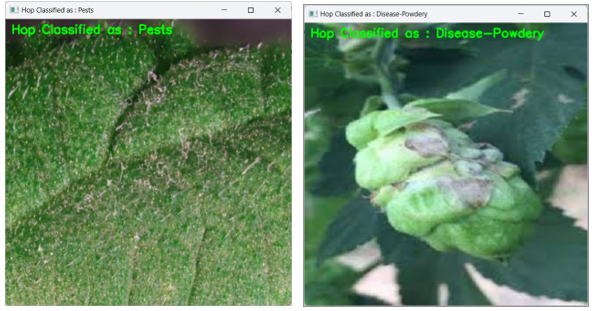 Hop Classified as : Pests
Hop Classified as : Pests
Hop Classified as : Disease-Powdery
Hop Classified as : Disease-Powdery